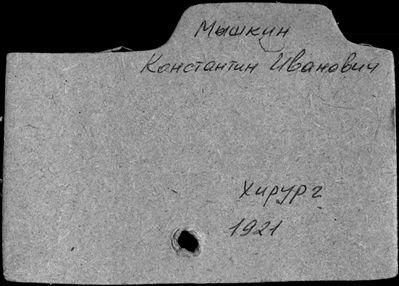 Мышкин
Константин Иванович
хирург
1921